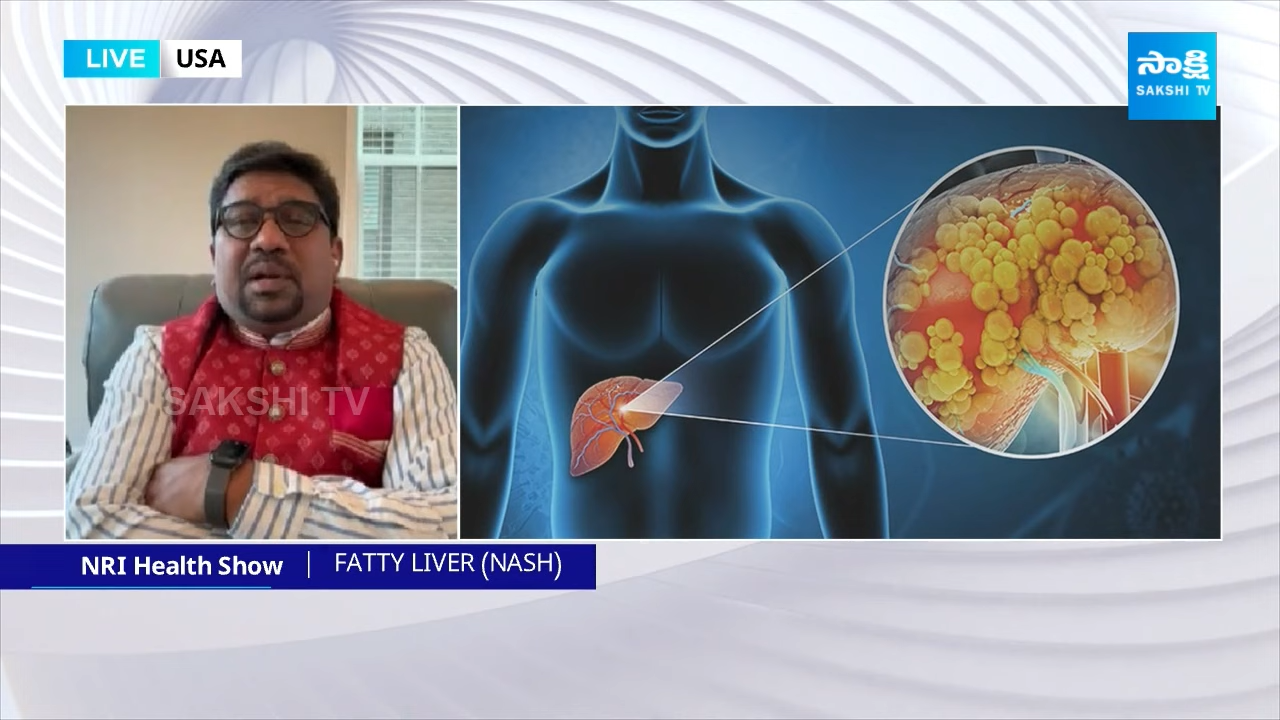 LIVE USA
సాక్షి
SAKSHI TV
SAKSHI TV
NRI Health Show | FATTY LIVER (NASH)